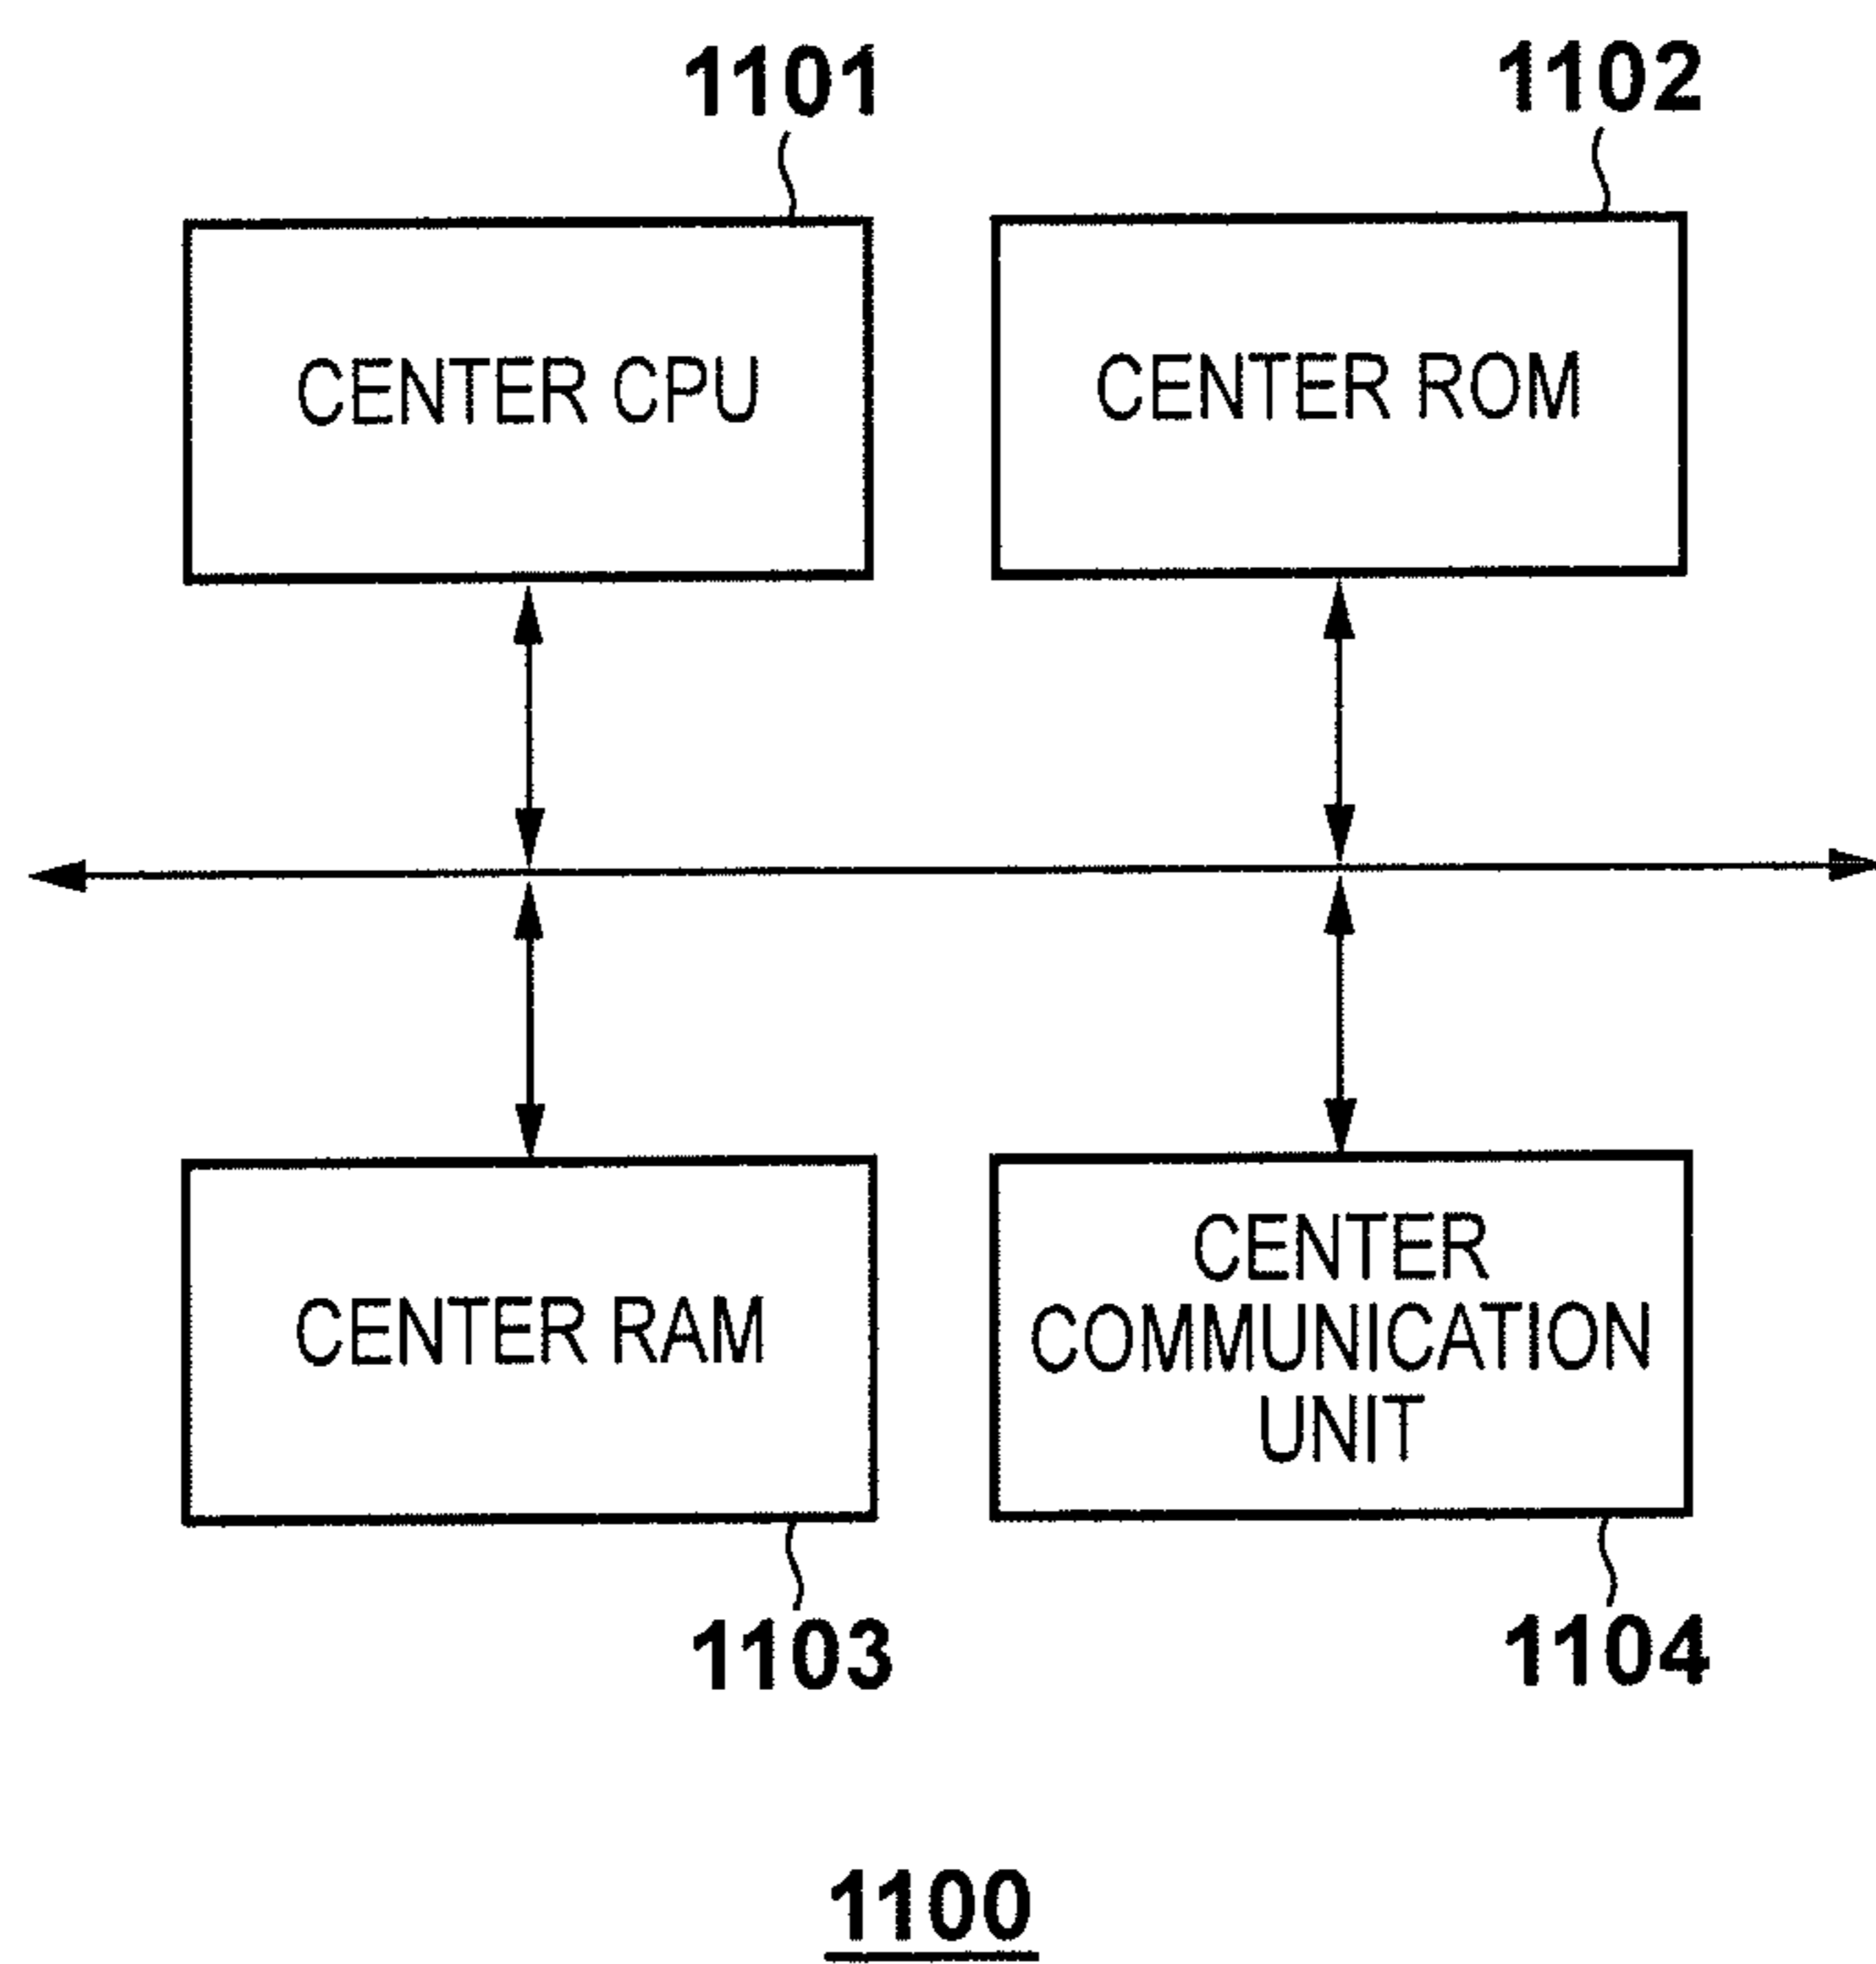 1101
1102
CENTER CPU
CENTER ROM
CENTER RAM
CENTER
COMMUNICATION
UNIT
1103
1104
1100